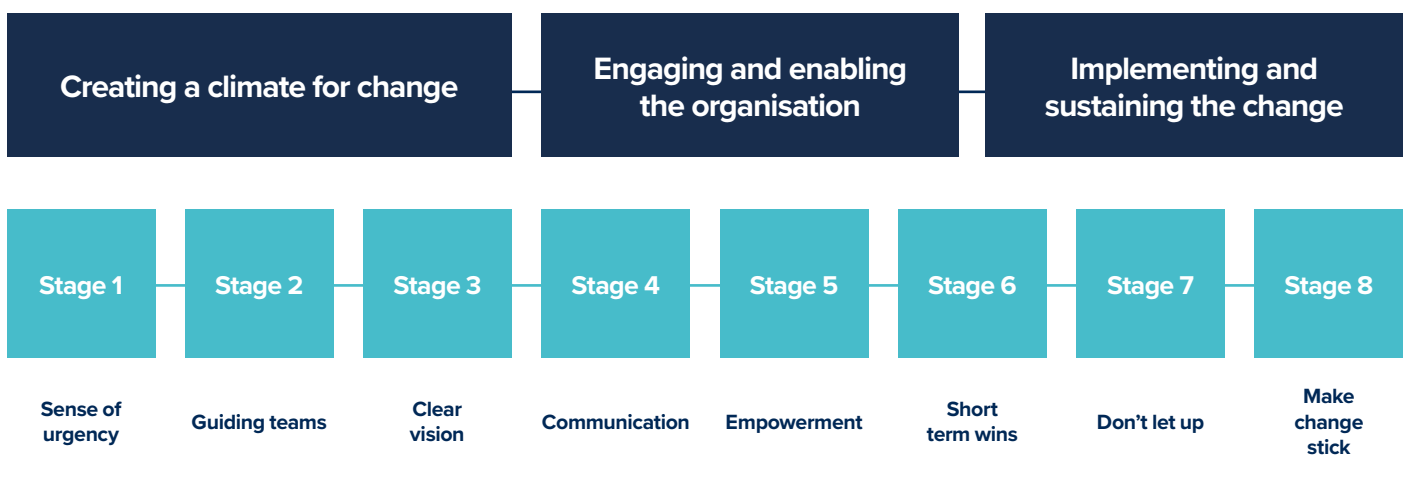 Creating a climate for change
Engaging and enabling
the organisation
Implementing and
sustaining the change
Stage 1
Stage 2
Stage 3
Stage 4
Stage 5
Stage 6
Stage 7
Stage 8
Sense of
urgency
Guiding teams
Clear
vision
Communication
Empowerment
Short
term wins
Don’t let up
Make
change
stick